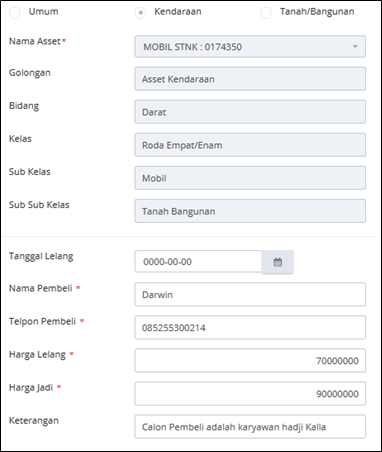 Umum Kendaraan Tanah/Bangunan
Nama Asset* MOBIL STNK : 0174350
Golongan Asset Kendaraan
Bidang Darat
Kelas Roda Empat/Enam
Sub Kelas Mobil
Sub Sub Kelas Tanah Bangunan
Tanggal Lelang 0000-00-00
Nama Pembeli * Darwin
Telpon Pembeli * 085255300214
Harga Lelang * 70000000
Harga Jadi * 90000000
Keterangan Calon Pembeli adalah karyawan hadji Kalla